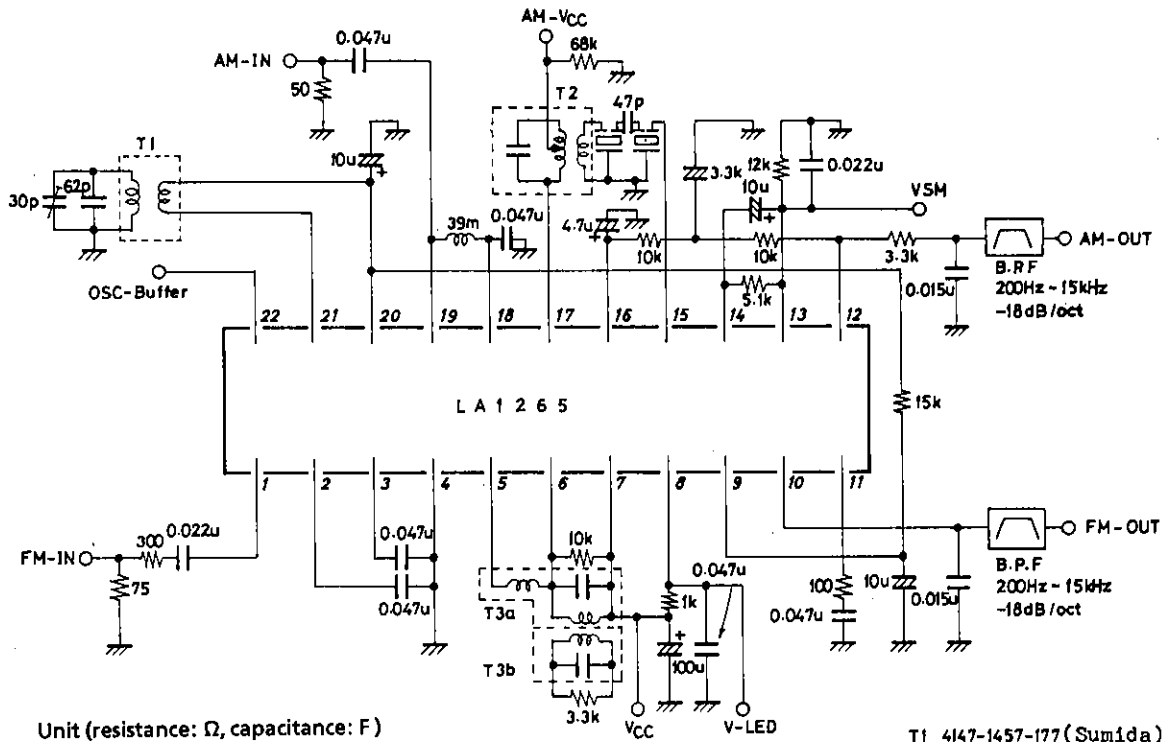 AM-VCC
0.047u
68k
AM-IN
T2
47p
50
T1
10u
12k
0.022u
3.3k
10u
62p
30p
VSM
0.047u
4.7u
39m
10k
10k
3.3k
AM-OUT
B.R.F
200Hz~15kHz
-18dB/oct
0.015u
OSC-Buffer
5.1k
22 21 20 19 18 17 16 15 14 13 12
LA1265
15k
1 2 3 4 5 6 7 8 9 10 11
0.022u
300
FM-IN
75
0.047u
0.047u
10k
0.047u
FM-OUT
T3a
1k
100
10u
0.015u
B.P.F
200Hz~15kHz
-18dB/oct
0.047u
T3b
100u
3.3k
VCC
V-LED
Unit (resistance: Ω, capacitance: F)
T1 4147-1457-177(Sumida)